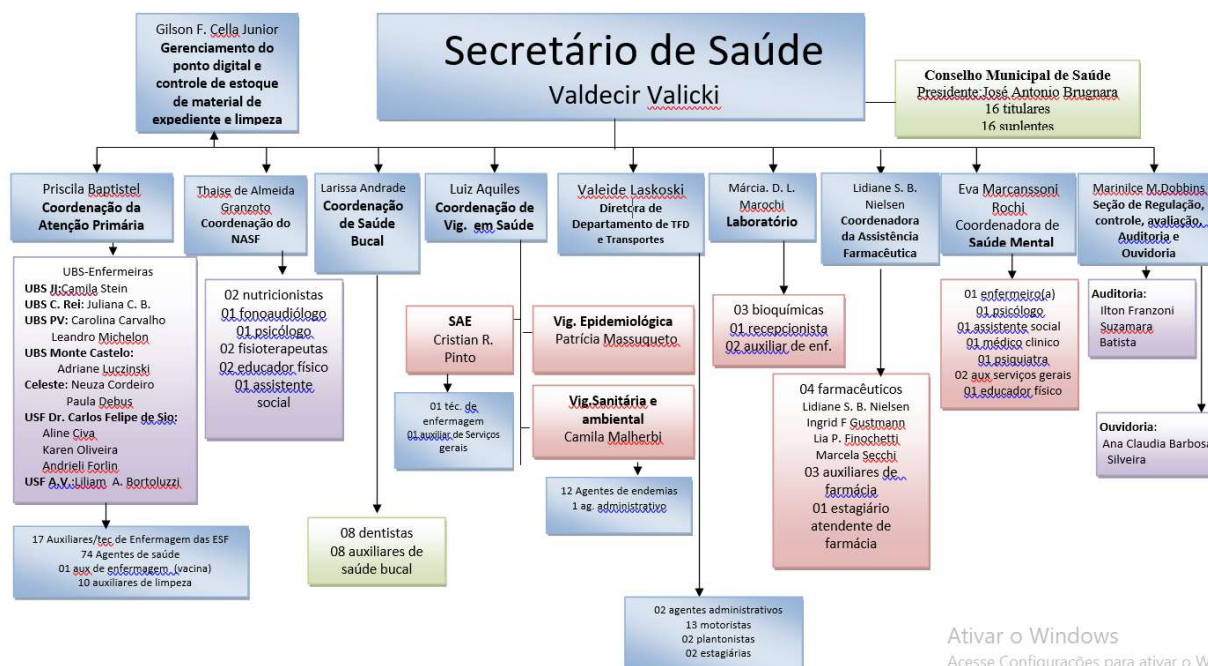 Gilson F. Cella Junior
Gerenciamento do
ponto digital e
controle de estoque
de material de
expediente e limpeza
Secretário de Saúde
Valdecir Valicki
Conselho Municipal de Saúde
Presidente:José Antonio Brugnara
16 titulares
16 suplentes
Priscila Baptistel
Coordenação da
Atenção Primária
Thaise de Almeida
Granzoto
Coordenação do
NASF
Larissa Andrade
Coordenação
de Saúde
Bucal
Luiz Aquiles
Coordenação de
Vig. em Saúde
Valeide Laskoski
Diretora de
Departamento de TFD
e Transportes
Márcia. D. L.
Marochi
Laboratório
Lidiane S. B.
Nielsen
Coordenadora
da Assistência
Farmacêutica
Eva Marcanssoni
Rochi
Coordenadora de
Saúde Mental
Marinilce M.Dobbins
Seção de Regulação,
controle, avaliação,
Auditoria e
Ouvidoria
UBS-Enfermeiras
UBS JI:Camila Stein
UBS C. Rei: Juliana C. B.
UBS PV: Carolina Carvalho
Leandro Michelon
UBS Monte Castelo:
Adriane Luczinski
Celeste: Neuza Cordeiro
Paula Debus
USF Dr. Carlos Felipe de Sio:
Aline Civa
Karen Oliveira
Andrieli Forlin
USF A.V.:Liliam A. Bortoluzzi
17 Auxiliares/tec de Enfermagem das ESF
74 Agentes de saúde
01 aux de enfermagem (vacina)
10 auxiliares de limpeza
02 nutricionistas
01 fonoaudiólogo
01 psicólogo
02 fisioterapeutas
02 educador físico
01 assistente
social
08 dentistas
08 auxiliares de
saúde bucal
SAE
Cristian R.
Pinto
01 téc. de
enfermagem
01 auxiliar de Serviços
gerais
Vig. Epidemiológica
Patrícia Massuqueto
Vig.Sanitária e
ambiental
Camila Malherbi
12 Agentes de endemias
1 ag. administrativo
02 agentes administrativos
13 motoristas
02 plantonistas
02 estagiárias
03 bioquímicas
01 recepcionista
02 auxiliar de enf.
04 farmacêuticos
Lidiane S. B. Nielsen
Ingrid F Gustmann
Lia P. Finochetti
Marcela Secchi
03 auxiliares de
farmácia
01 estagiário
atendente de
farmácia
01 enfermeiro(a)
01 psicólogo
01 assistente social
01 médico clinico
01 psiquiatra
02 aux serviços gerais
01 educador físico
Auditoria:
Ilton Franzoni
Suzamara
Batista
Ouvidoria:
Ana Claudia Barbosa
Silveira
Ativar o Windows
Acesse Configurações para ativar o W